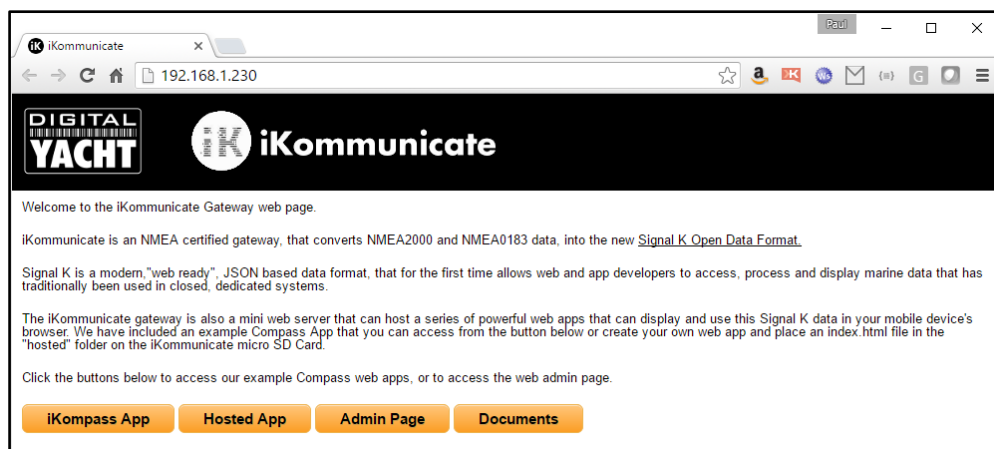 Paul
iKommunicate
192.168.1.230
DIGITAL
YACHT
iK iKommunicate
Welcome to the iKommunicate Gateway web page.
iKommunicate is an NMEA certified gateway, that converts NMEA2000 and NMEA0183 data, into the new Signal K Open Data Format.
Signal K is a modern,"web ready", JSON based data format, that for the first time allows web and app developers to access, process and display marine data that has
traditionally been used in closed, dedicated systems.
The iKommunicate gateway is also a mini web server that can host a series of powerful web apps that can display and use this Signal K data in your mobile device's
browser. We have included an example Compass App that you can access from the button below or create your own web app and place an index.html file in the
"hosted" folder on the iKommunicate micro SD Card.
Click the buttons below to access our example Compass web apps, or to access the web admin page.
iKompass App Hosted App Admin Page Documents